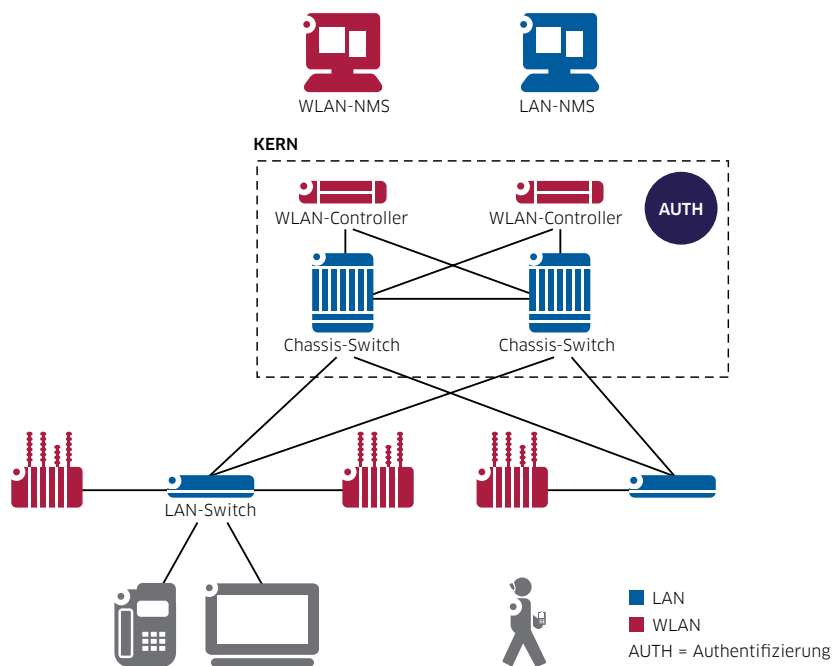 WLAN-NMS
LAN-NMS
KERN
AUTH
WLAN-Controller
WLAN-Controller
Chassis-Switch
Chassis-Switch
LAN-Switch
LAN
WLAN
AUTH = Authentifizierung